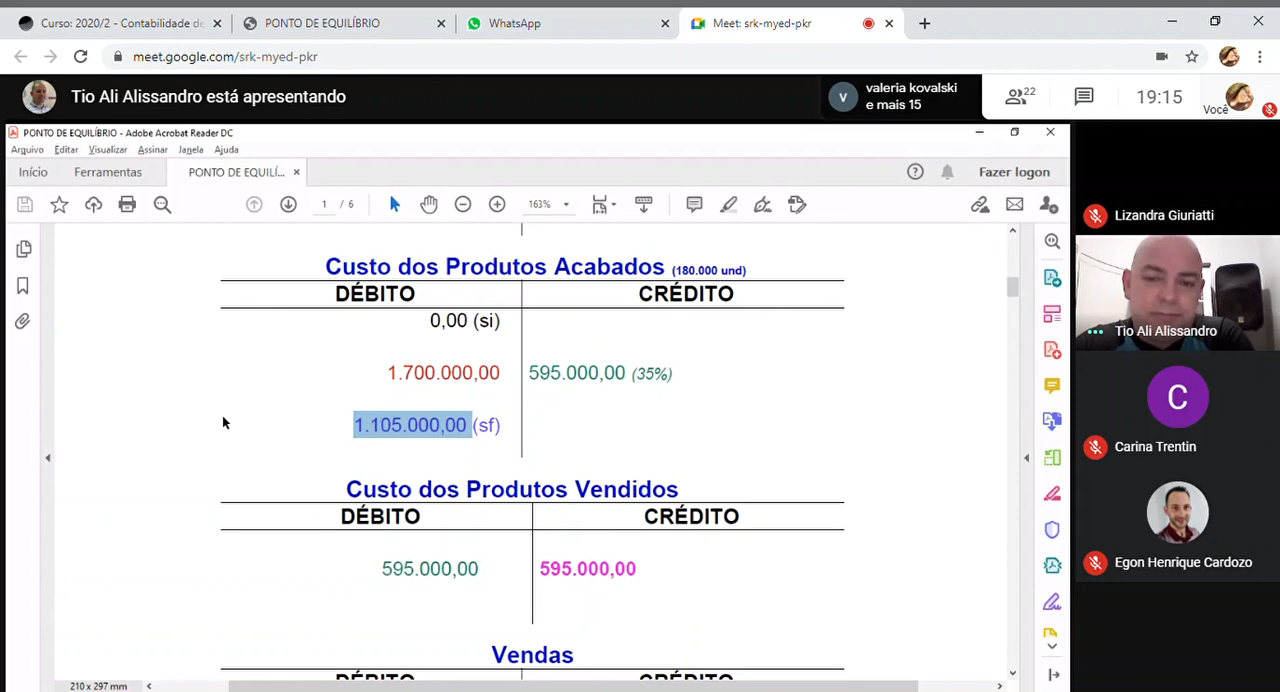 Curso: 2020/2 - Contabilidade de
PONTO DE EQUILÍBRIO
WhatsApp
Meet: srk-myed-pkr
meet.google.com/srk-myed-pkr
Tio Ali Alissandro está apresentando
v
valeria kovalski
e mais 15
22
19:15
Você
PONTO DE EQUILÍBRIO - Adobe Acrobat Reader DC
Arquivo Editar Visualizar Assinar Janela Ajuda
Início
Ferramentas
PONTO DE EQUILÍ...
Fazer logon
1 / 6
163%
Custo dos Produtos Acabados (180.000 und)
DÉBITO CRÉDITO
0,00 (si)
1.700.000,00 595.000,00 (35%)
1.105.000,00 (sf)
Custo dos Produtos Vendidos
DÉBITO CRÉDITO
595.000,00 595.000,00
Vendas
DÉBITO CRÉDITO
210 x 297 mm
Lizandra Giuriatti
Tio Ali Alissandro
C
Carina Trentin
Egon Henrique Cardozo